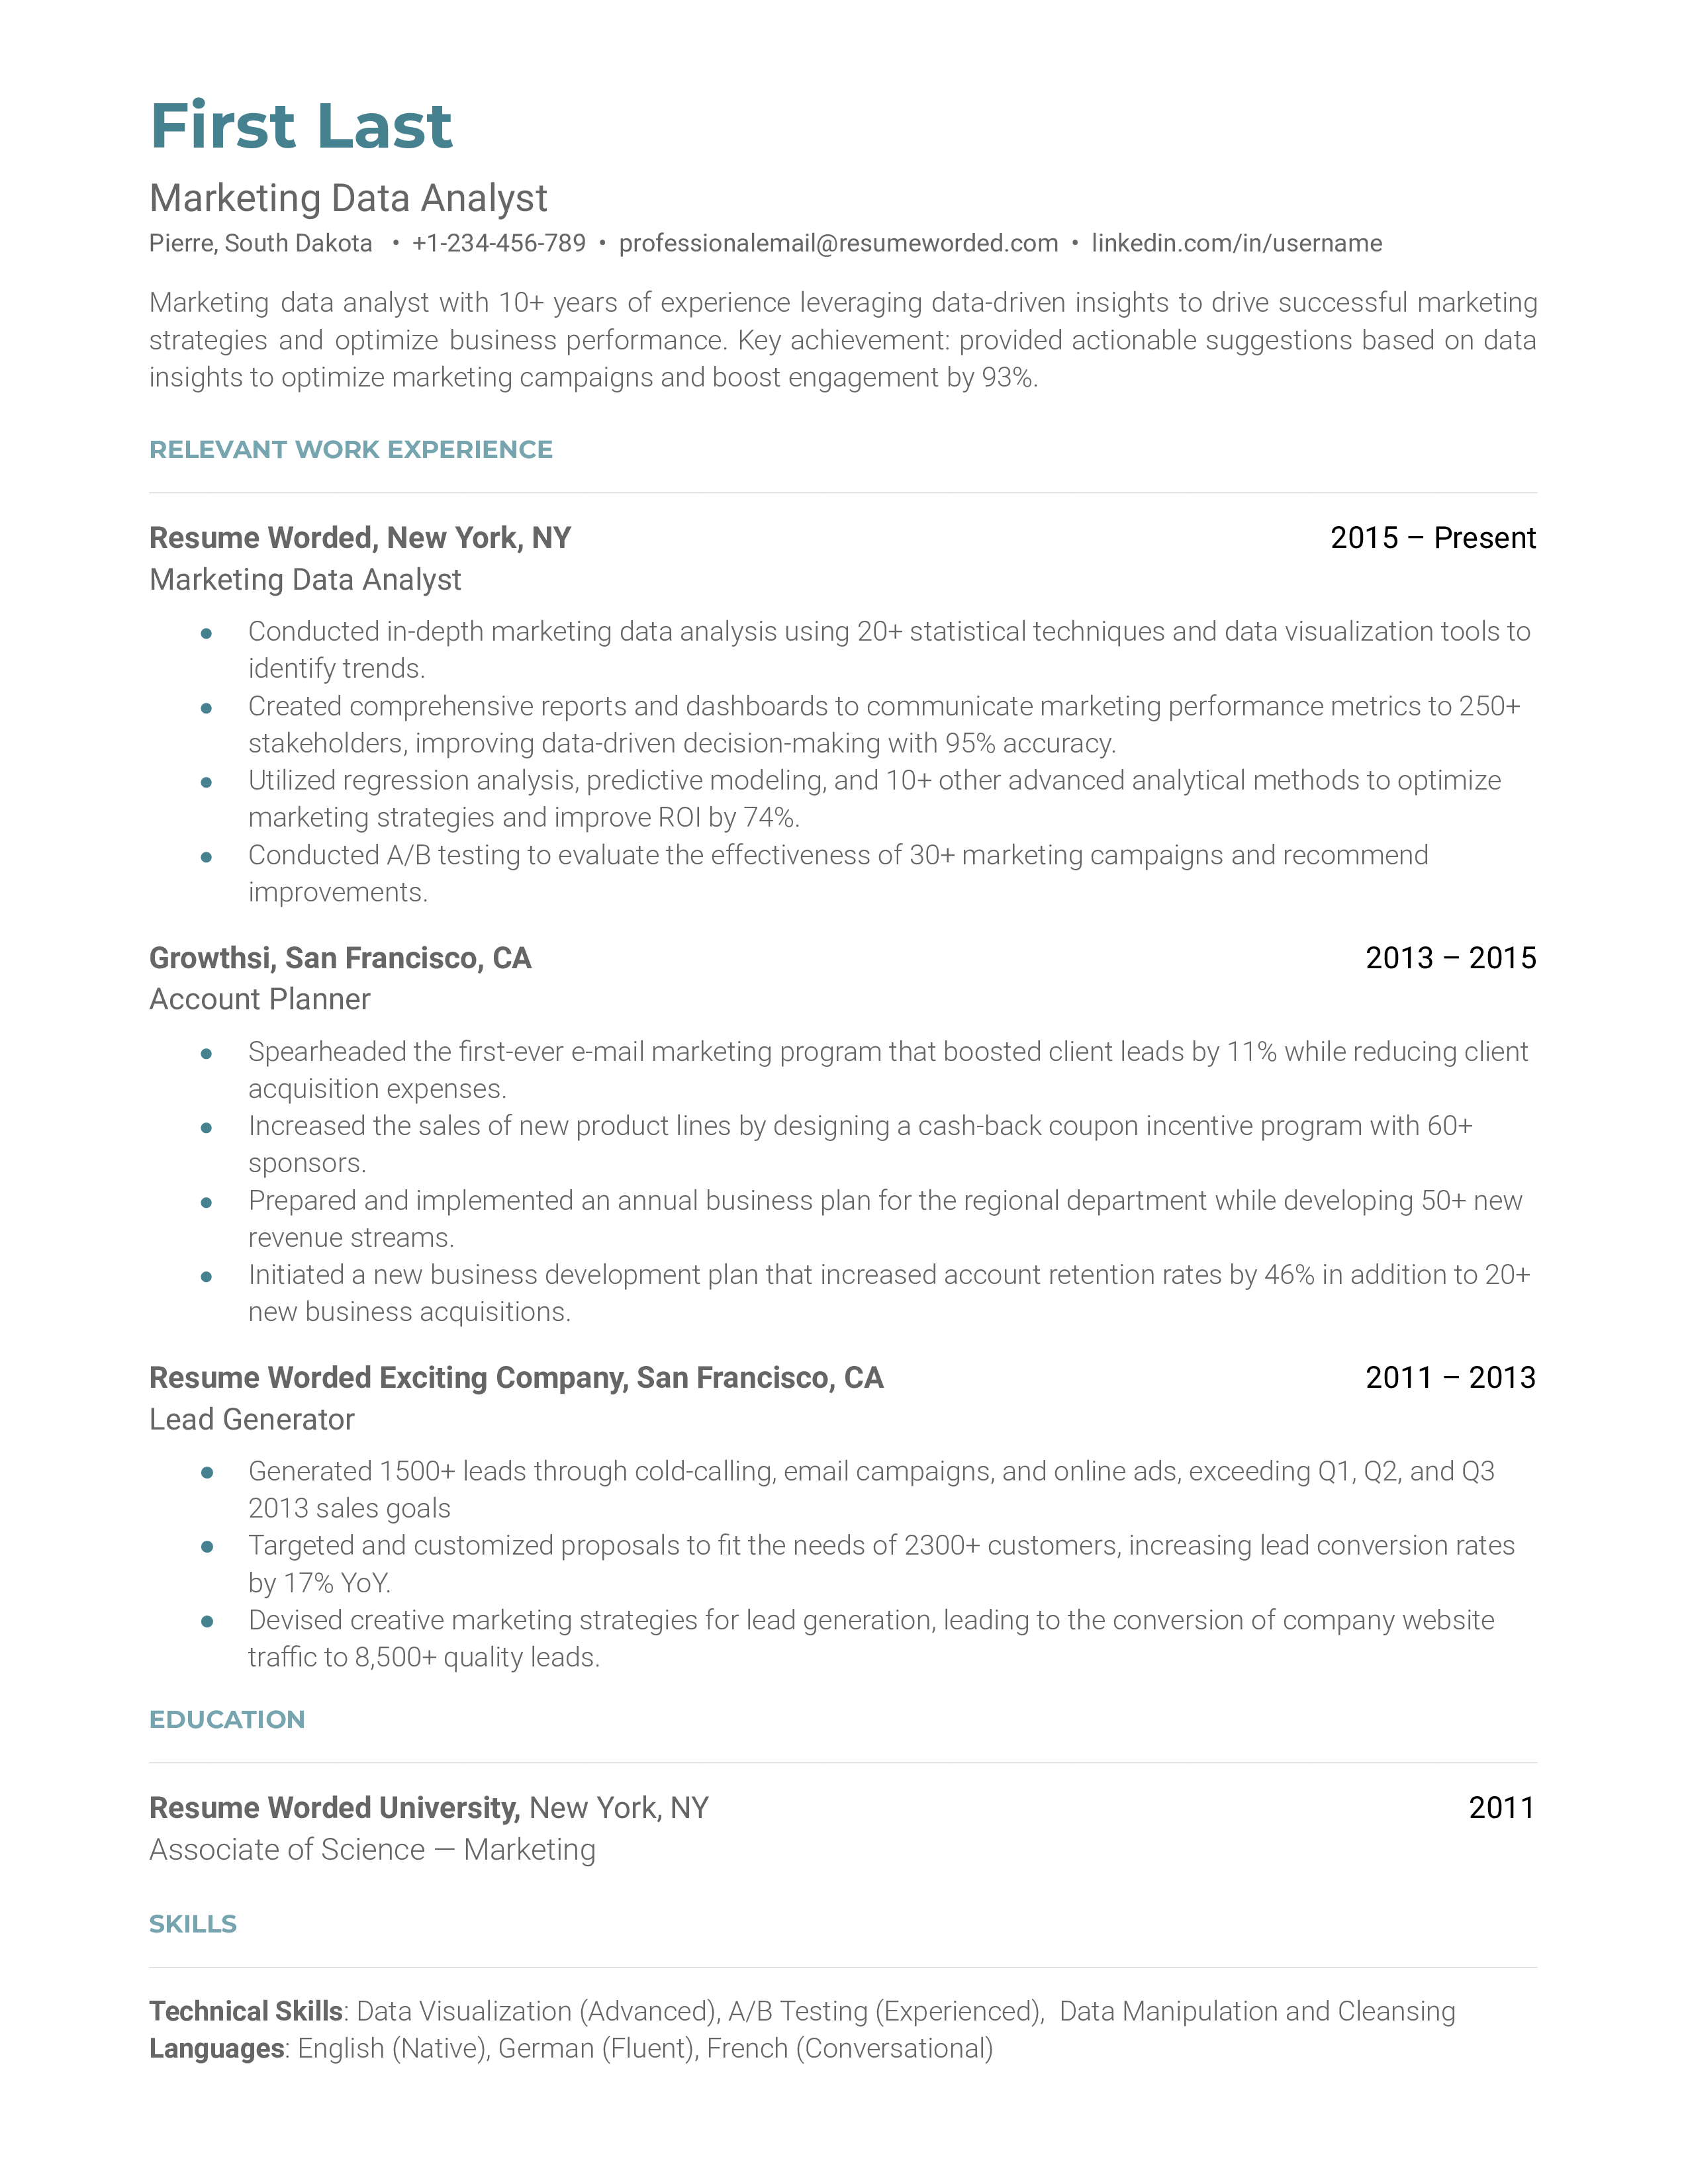 First Last
Marketing Data Analyst
Pierre, South Dakota • +1-234-456-789 • professionalemail@resumeworded.com • linkedin.com/in/username
Marketing data analyst with 10+ years of experience leveraging data-driven insights to drive successful marketing
strategies and optimize business performance. Key achievement: provided actionable suggestions based on data
insights to optimize marketing campaigns and boost engagement by 93%.
RELEVANT WORK EXPERIENCE
Resume Worded, New York, NY 2015 – Present
Marketing Data Analyst
● Conducted in-depth marketing data analysis using 20+ statistical techniques and data visualization tools to
identify trends.
● Created comprehensive reports and dashboards to communicate marketing performance metrics to 250+
stakeholders, improving data-driven decision-making with 95% accuracy.
● Utilized regression analysis, predictive modeling, and 10+ other advanced analytical methods to optimize
marketing strategies and improve ROI by 74%.
● Conducted A/B testing to evaluate the effectiveness of 30+ marketing campaigns and recommend
improvements.
Growthsi, San Francisco, CA 2013 – 2015
Account Planner
● Spearheaded the first-ever e-mail marketing program that boosted client leads by 11% while reducing client
acquisition expenses.
● Increased the sales of new product lines by designing a cash-back coupon incentive program with 60+
sponsors.
● Prepared and implemented an annual business plan for the regional department while developing 50+ new
revenue streams.
● Initiated a new business development plan that increased account retention rates by 46% in addition to 20+
new business acquisitions.
Resume Worded Exciting Company, San Francisco, CA 2011 – 2013
Lead Generator
● Generated 1500+ leads through cold-calling, email campaigns, and online ads, exceeding Q1, Q2, and Q3
2013 sales goals
● Targeted and customized proposals to fit the needs of 2300+ customers, increasing lead conversion rates
by 17% YoY.
● Devised creative marketing strategies for lead generation, leading to the conversion of company website
traffic to 8,500+ quality leads.
EDUCATION
Resume Worded University, New York, NY 2011
Associate of Science — Marketing
SKILLS
Technical Skills: Data Visualization (Advanced), A/B Testing (Experienced), Data Manipulation and Cleansing
Languages: English (Native), German (Fluent), French (Conversational)